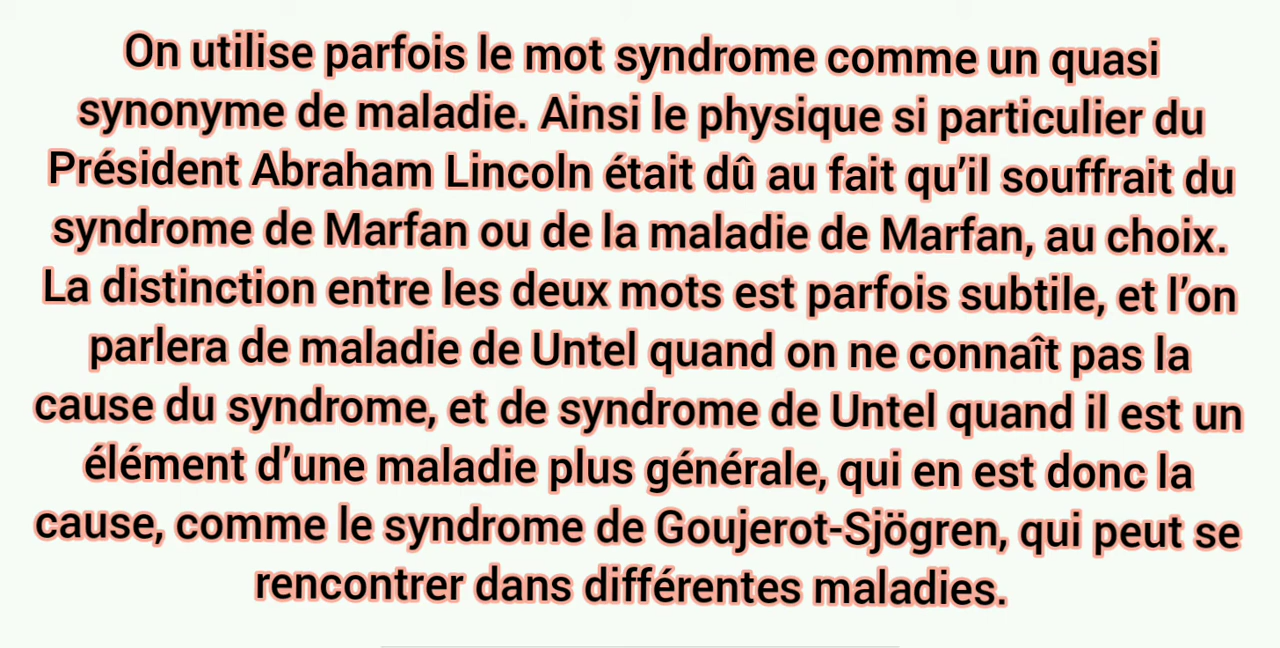 On utilise parfois le mot syndrome comme un quasi
synonyme de maladie. Ainsi le physique si particulier du
Président Abraham Lincoln était dû au fait qu’il souffrait du
syndrome de Marfan ou de la maladie de Marfan, au choix.
La distinction entre les deux mots est parfois subtile, et l’on
parlera de maladie de Untel quand on ne connaît pas la
cause du syndrome, et de syndrome de Untel quand il est un
élément d’une maladie plus générale, qui en est donc la
cause, comme le syndrome de Goujerot-Sjögren, qui peut se
rencontrer dans différentes maladies.